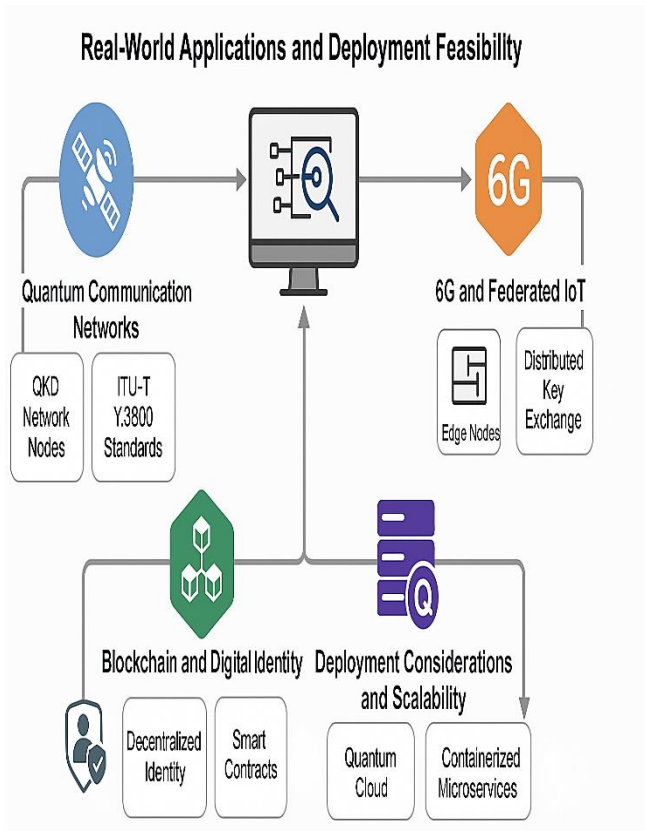 Real-World Applications and Deployment Feasibility
6G
Quantum Communication
Networks
6G and Federated IoT
QKD
Network
Nodes
ITU-T
Y.3800
Standards
Edge Nodes
Distributed
Key
Exchange
Q
Blockchain and Digital Identity
Deployment Considerations
and Scalability
Decentralized
Identity
Smart
Contracts
Quantum
Cloud
Containerized
Microservices